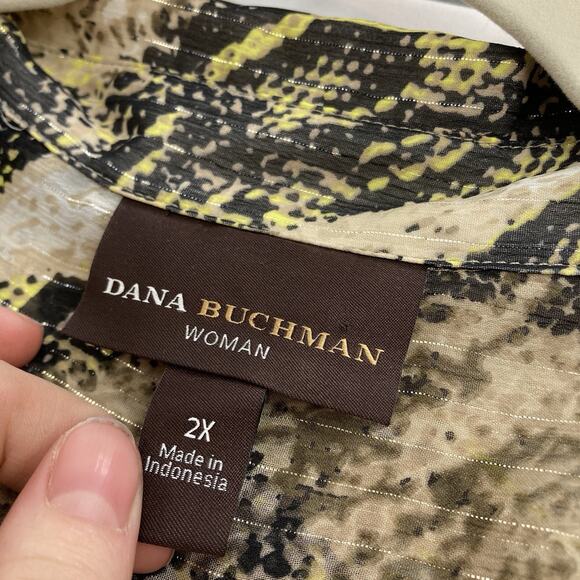 DANA BUCHMAN
WOMAN
2X
Made in
Indonesia